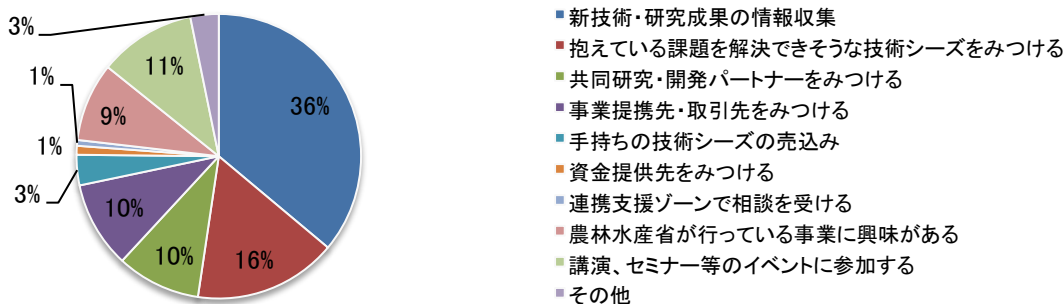 3%
1%
1%
3%
11%
9%
10%
10%
16%
36%
新技術・研究成果の情報収集
抱えている課題を解決できそうな技術シーズをみつける
共同研究・開発パートナーをみつける
事業提携先・取引先をみつける
手持ちの技術シーズの売込み
資金提供先をみつける
連携支援ゾーンで相談を受ける
農林水産省が行っている事業に興味がある
講演、セミナー等のイベントに参加する
その他